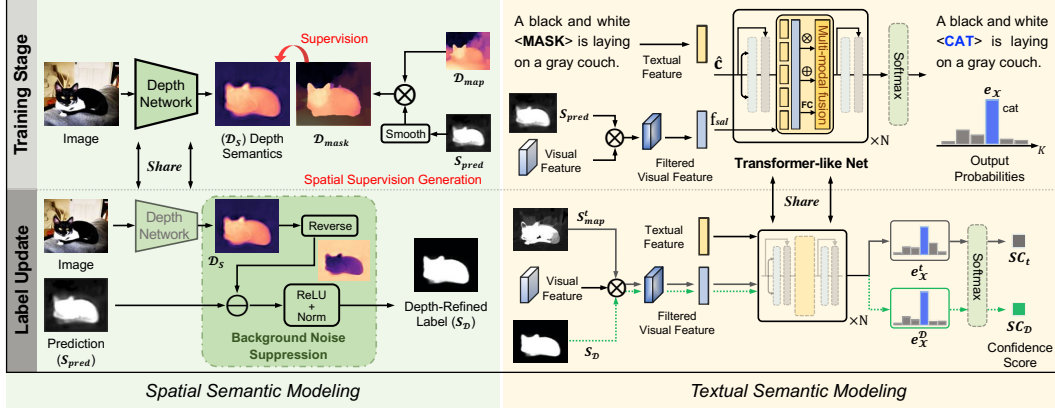 Training Stage
Image
Depth
Network
(𝒟_S) Depth
Semantics
Supervision
𝒟_mask
𝒟_map
Smooth
S_pred
Share
Spatial Supervision Generation
A black and white
<MASK> is laying
on a gray couch.
Textual
Feature
ĉ
S_pred
Visual
Feature
Filtered
Visual Feature
f_sal
FC
Multi-modal fusion
×N
Transformer-like Net
Softmax
A black and white
<CAT> is laying
on a gray couch.
e_χ
cat
K
Output
Probabilities
Share
Label Update
Image
Depth
Network
𝒟_S
Reverse
ReLU
+
Norm
Background Noise
Suppression
Prediction
(S_pred)
Depth-Refined
Label (S_𝒟)
S^t_map
Visual
Feature
S_𝒟
Textual
Feature
Filtered
Visual Feature
×N
e^t_χ
e^𝒟_χ
Softmax
SC_t
SC_𝒟
Confidence
Score
Spatial Semantic Modeling
Textual Semantic Modeling